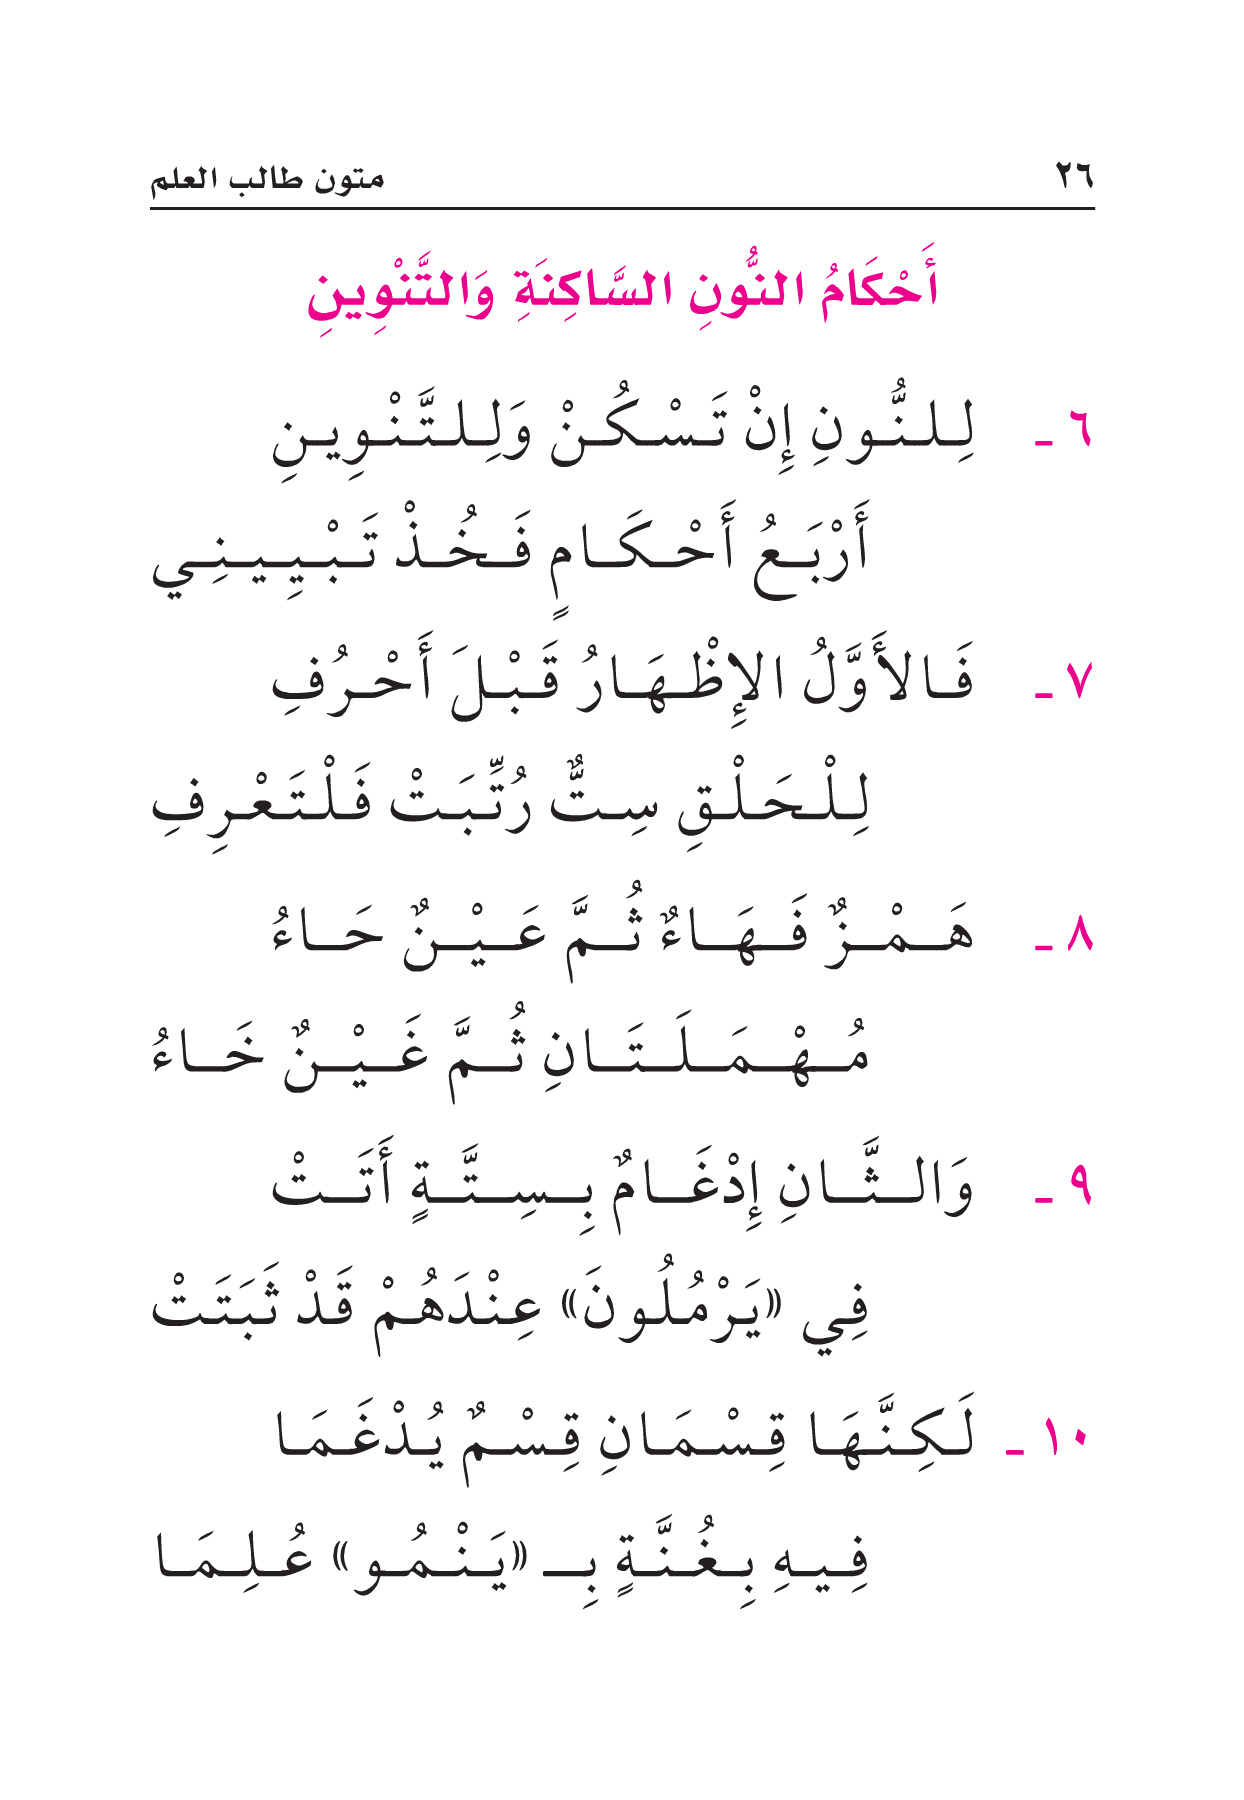 ٢٦ متون طالب العلم
أَحْكَامُ النُّونِ السَّاكِنَةِ وَالتَّنْوِينِ
٦ ـ لِلنُّونِ إِنْ تَسْكُنْ وَلِلتَّنْوِينِ
أَرْبَعُ أَحْكَامٍ فَخُذْ تَبْيِينِي
٧ ـ فَالأَوَّلُ الإِظْهَارُ قَبْلَ أَحْرُفِ
لِلْحَلْقِ سِتٌّ رُتِّبَتْ فَلْتَعْرِفِ
٨ ـ هَمْزٌ فَهَاءٌ ثُمَّ عَيْنٌ حَاءُ
مُهْمَلَتَانِ ثُمَّ غَيْنٌ خَاءُ
٩ ـ وَالثَّانِ إِدْغَامٌ بِسِتَّةٍ أَتَتْ
فِي «يَرْمُلُونَ» عِنْدَهُمْ قَدْ ثَبَتَتْ
١٠ ـ لَكِنَّهَا قِسْمَانِ قِسْمٌ يُدْغَمَا
فِيهِ بِغُنَّةٍ بِـ «يَنْمُو» عُلِمَا